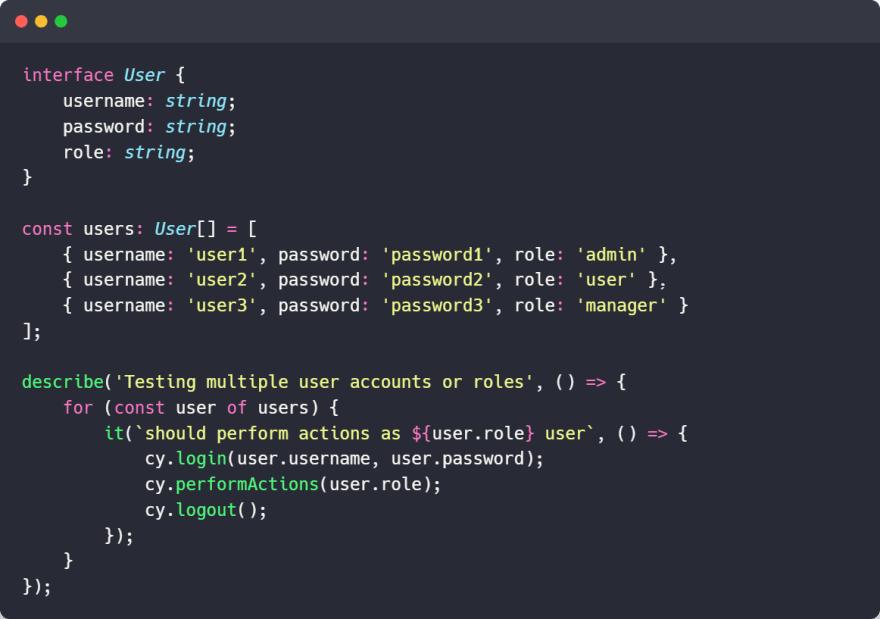 interface User {
    username: string;
    password: string;
    role: string;
}

const users: User[] = [
    { username: 'user1', password: 'password1', role: 'admin' },
    { username: 'user2', password: 'password2', role: 'user' },
    { username: 'user3', password: 'password3', role: 'manager' }
];

describe('Testing multiple user accounts or roles', () => {
    for (const user of users) {
        it(`should perform actions as ${user.role} user`, () => {
            cy.login(user.username, user.password);
            cy.performActions(user.role);
            cy.logout();
        });
    }
});